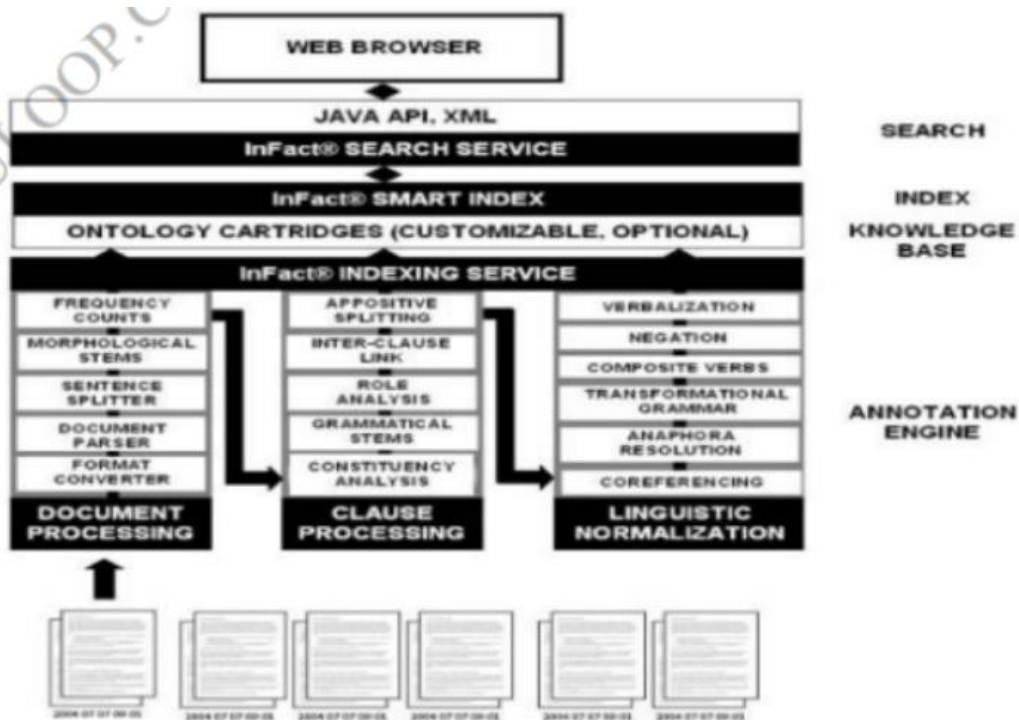 OOP.C
WEB BROWSER
JAVA API, XML
InFact® SEARCH SERVICE
SEARCH
InFact® SMART INDEX
INDEX
ONTOLOGY CARTRIDGES (CUSTOMIZABLE, OPTIONAL)
KNOWLEDGE
BASE
InFact® INDEXING SERVICE
FREQUENCY
COUNTS
MORPHOLOGICAL
STEMS
SENTENCE
SPLITTER
DOCUMENT
PARSER
FORMAT
CONVERTER
DOCUMENT
PROCESSING
APPOSITIVE
SPLITTING
INTER-CLAUSE
LINK
ROLE
ANALYSIS
GRAMMATICAL
STEMS
CONSTITUENCY
ANALYSIS
CLAUSE
PROCESSING
VERBALIZATION
NEGATION
COMPOSITE VERBS
TRANSFORMATIONAL
GRAMMAR
ANAPHORA
RESOLUTION
COREFERENCING
LINGUISTIC
NORMALIZATION
ANNOTATION
ENGINE